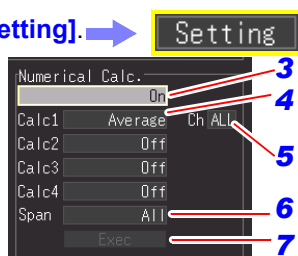 etting].
Setting
Numerical Calc.
On
3
Calc1 Average Ch ALL
4
Calc2 Off
Calc3 Off
5
Calc4 Off
Span All
6
Exec
7